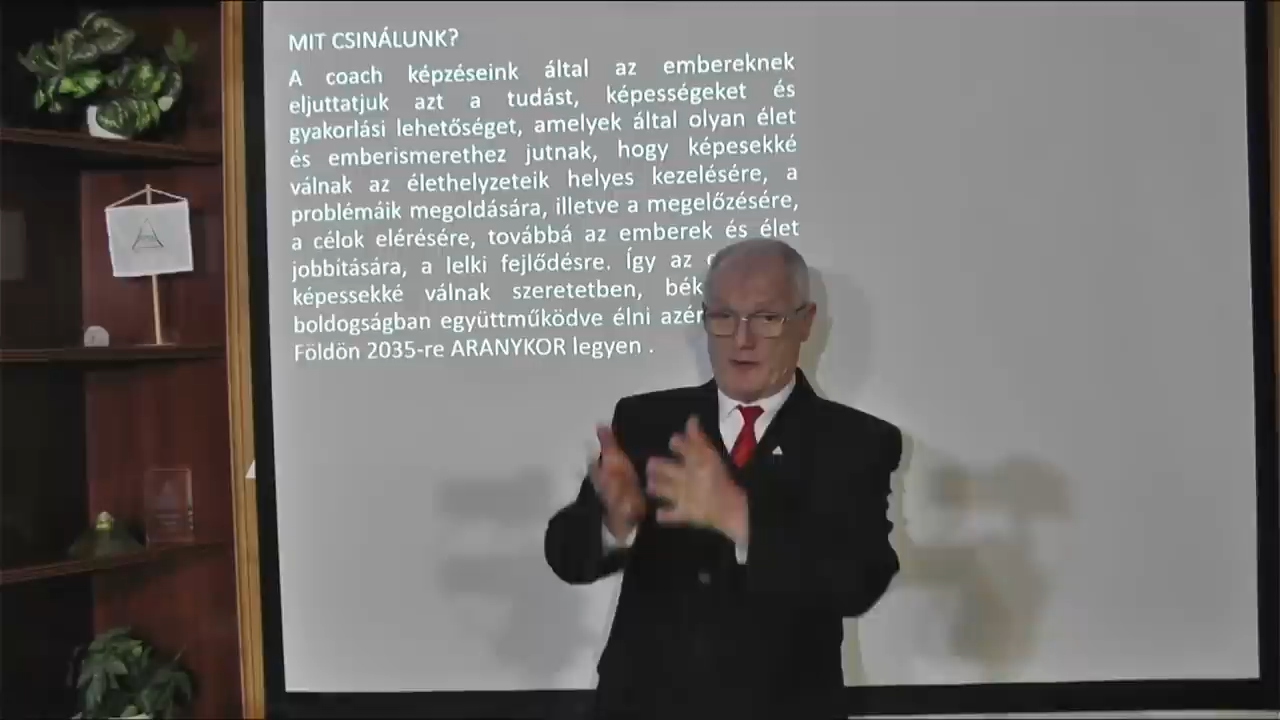 MIT CSINÁLUNK?
A coach képzéseink által az embereknek
eljuttatjuk azt a tudást, képességeket és
gyakorlási lehetőséget, amelyek által olyan élet
és emberismerethez jutnak, hogy képesekké
válnak az élethelyzeteik helyes kezelésére, a
problémáik megoldására, illetve a megelőzésére,
a célok elérésére, továbbá az emberek és élet
jobbítására, a lelki fejlődésre. Így az
képessekké válnak szeretetben,
boldogságban együttműködve élni
Földön 2035-re ARANYKOR legyen .